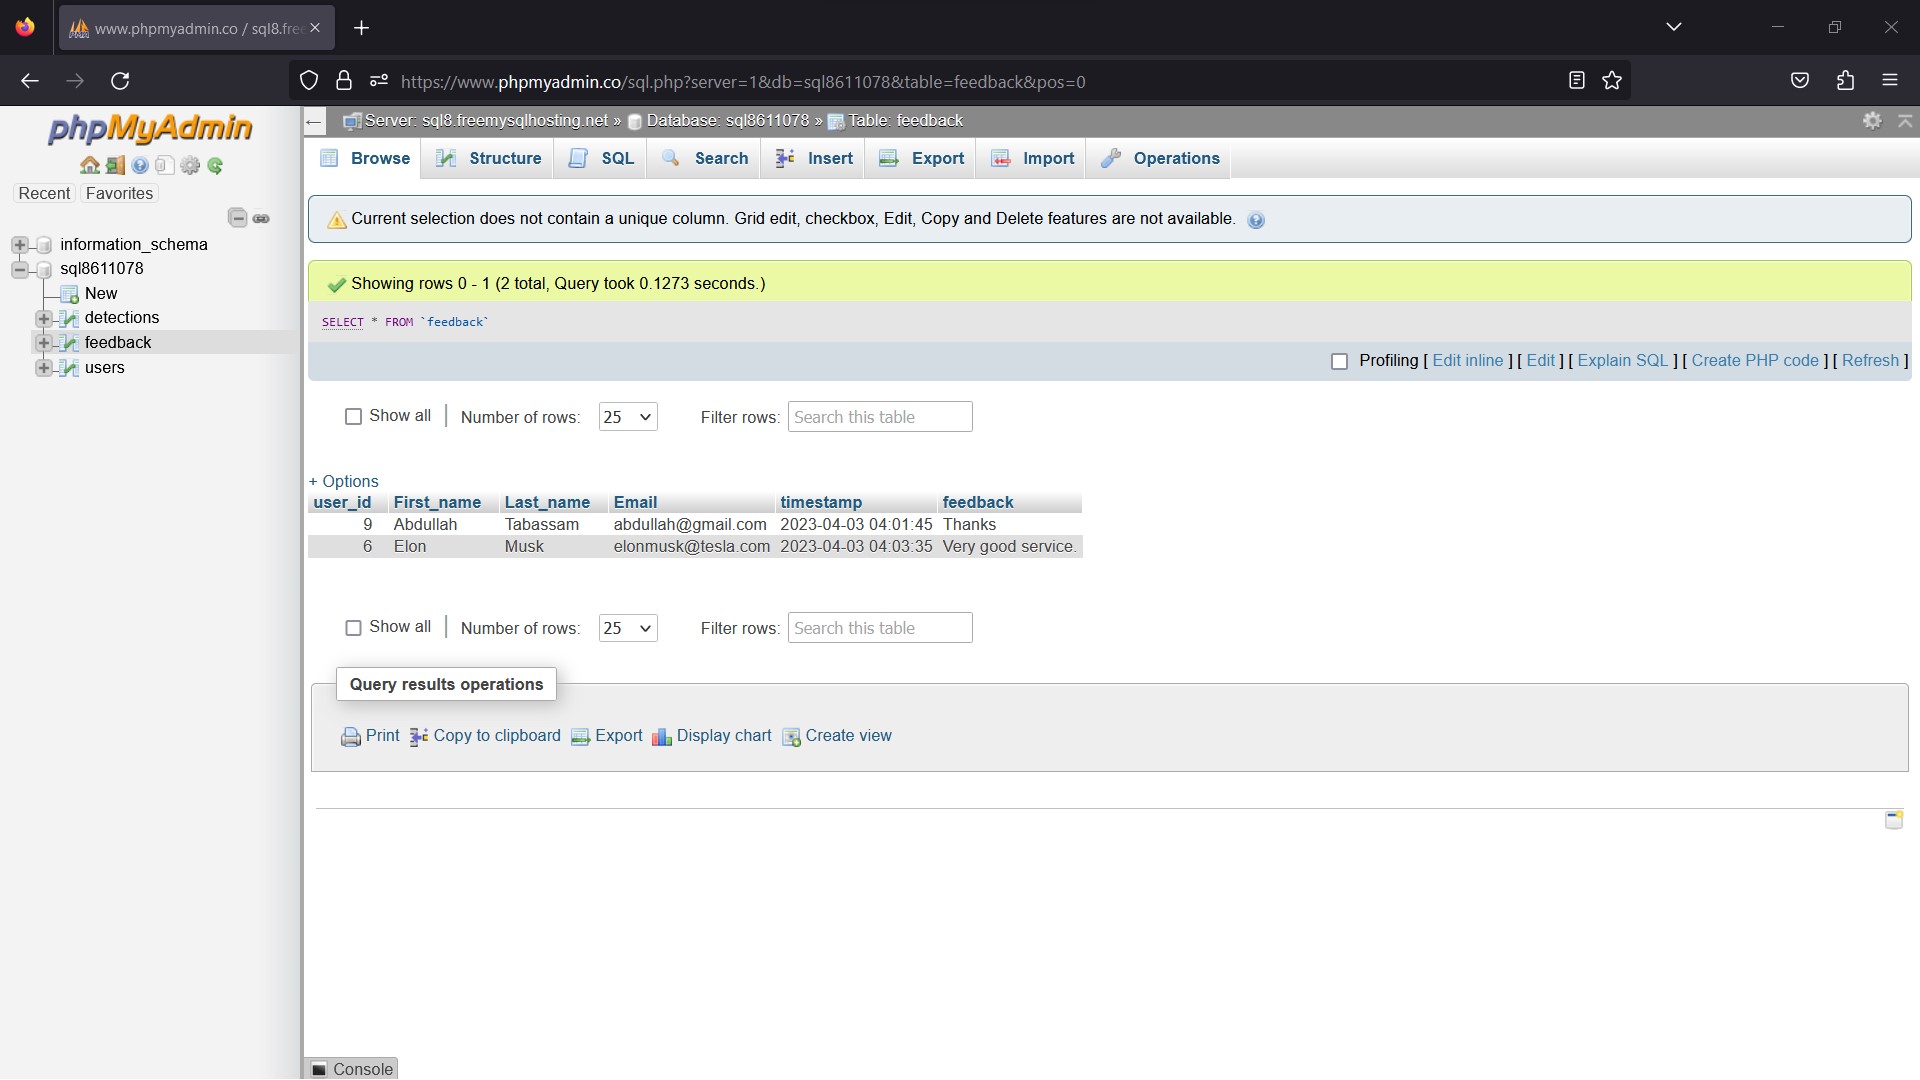 www.phpmyadmin.co / sql8.free
https://www.phpmyadmin.co/sql.php?server=1&db=sql8611078&table=feedback&pos=0
phpMyAdmin
Recent Favorites
information_schema
sql8611078
New
detections
feedback
users
Server: sql8.freemysqlhosting.net » Database: sql8611078 » Table: feedback
Browse Structure SQL Search Insert Export Import Operations
Current selection does not contain a unique column. Grid edit, checkbox, Edit, Copy and Delete features are not available.
Showing rows 0 - 1 (2 total, Query took 0.1273 seconds.)
SELECT * FROM `feedback`
Profiling [ Edit inline ] [ Edit ] [ Explain SQL ] [ Create PHP code ] [ Refresh ]
Show all Number of rows: 25 Filter rows: Search this table
+ Options
user_id First_name Last_name Email timestamp feedback
9 Abdullah Tabassam abdullah@gmail.com 2023-04-03 04:01:45 Thanks
6 Elon Musk elonmusk@tesla.com 2023-04-03 04:03:35 Very good service.
Show all Number of rows: 25 Filter rows: Search this table
Query results operations
Print Copy to clipboard Export Display chart Create view
Console